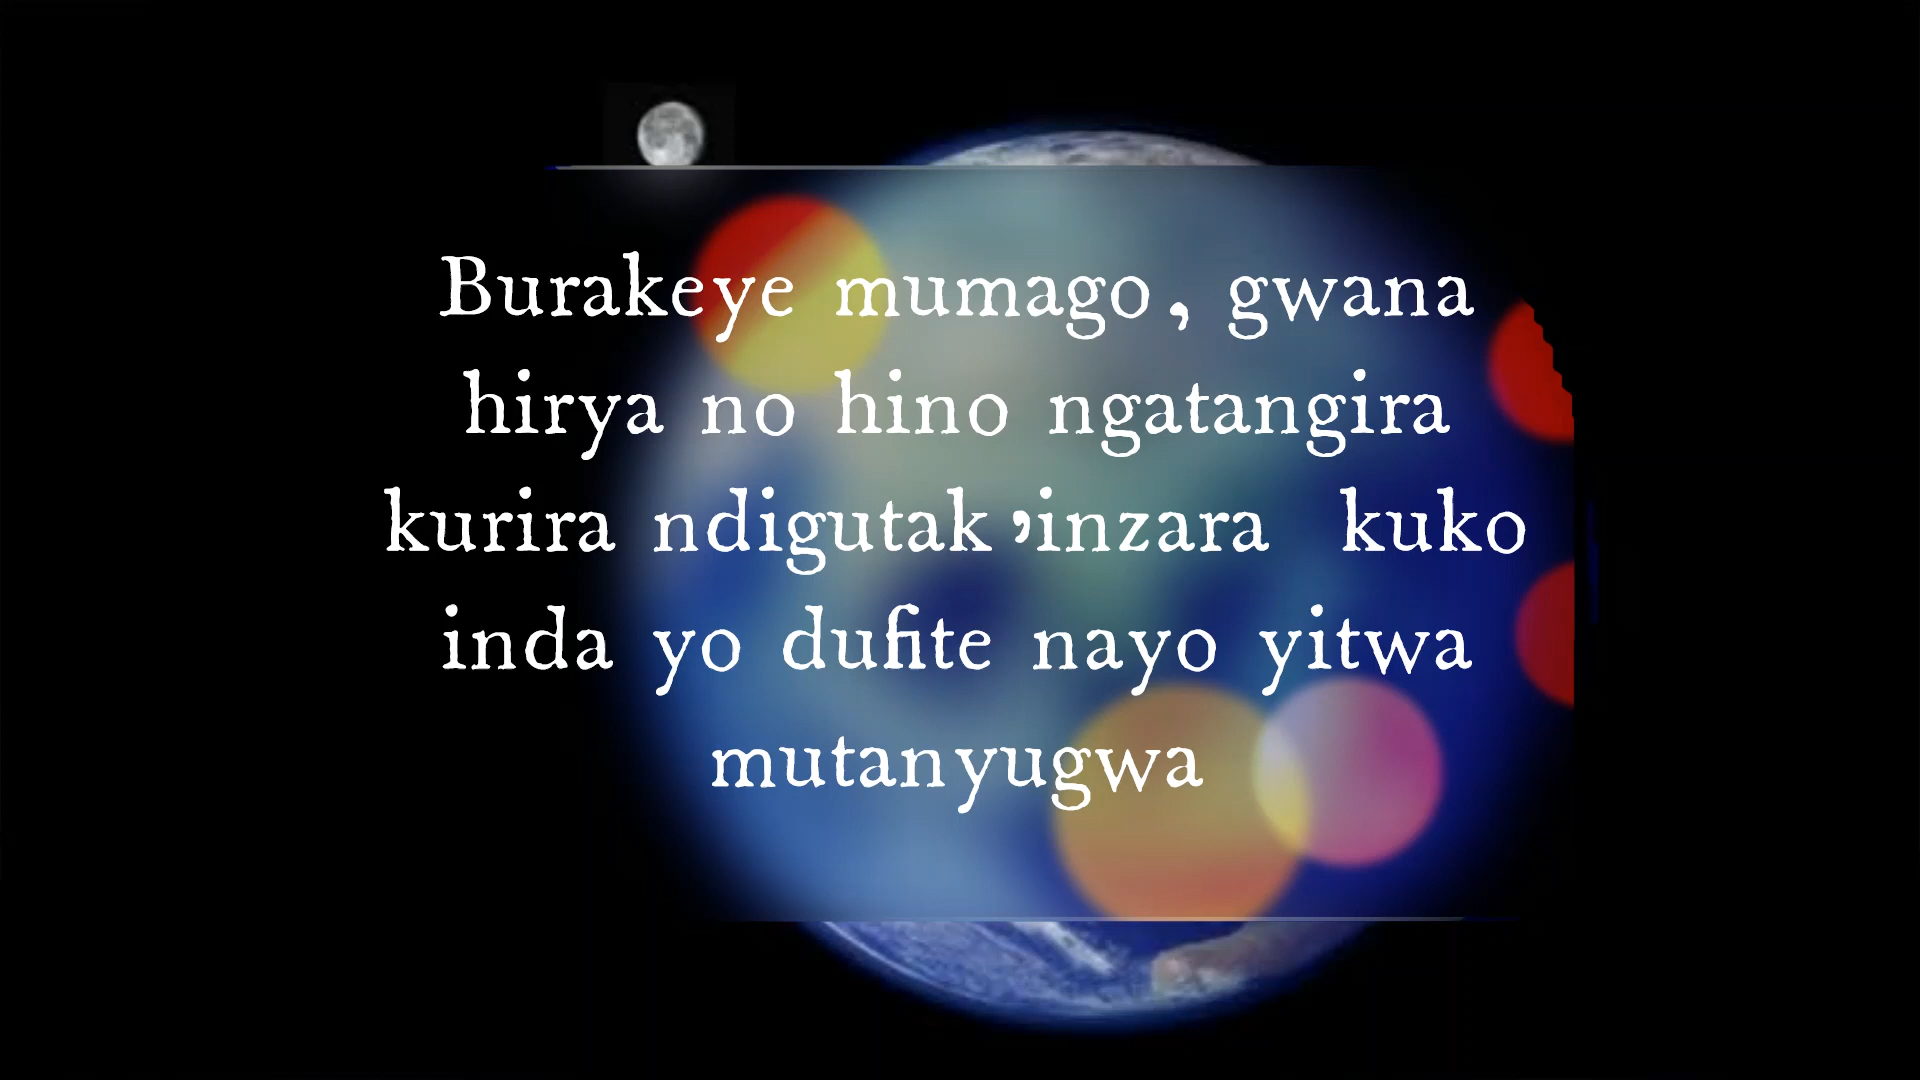 Burakeye mumago, gwana
hirya no hino ngatangira
kurira ndigutak'inzara kuko
inda yo dufite nayo yitwa
mutanyugwa